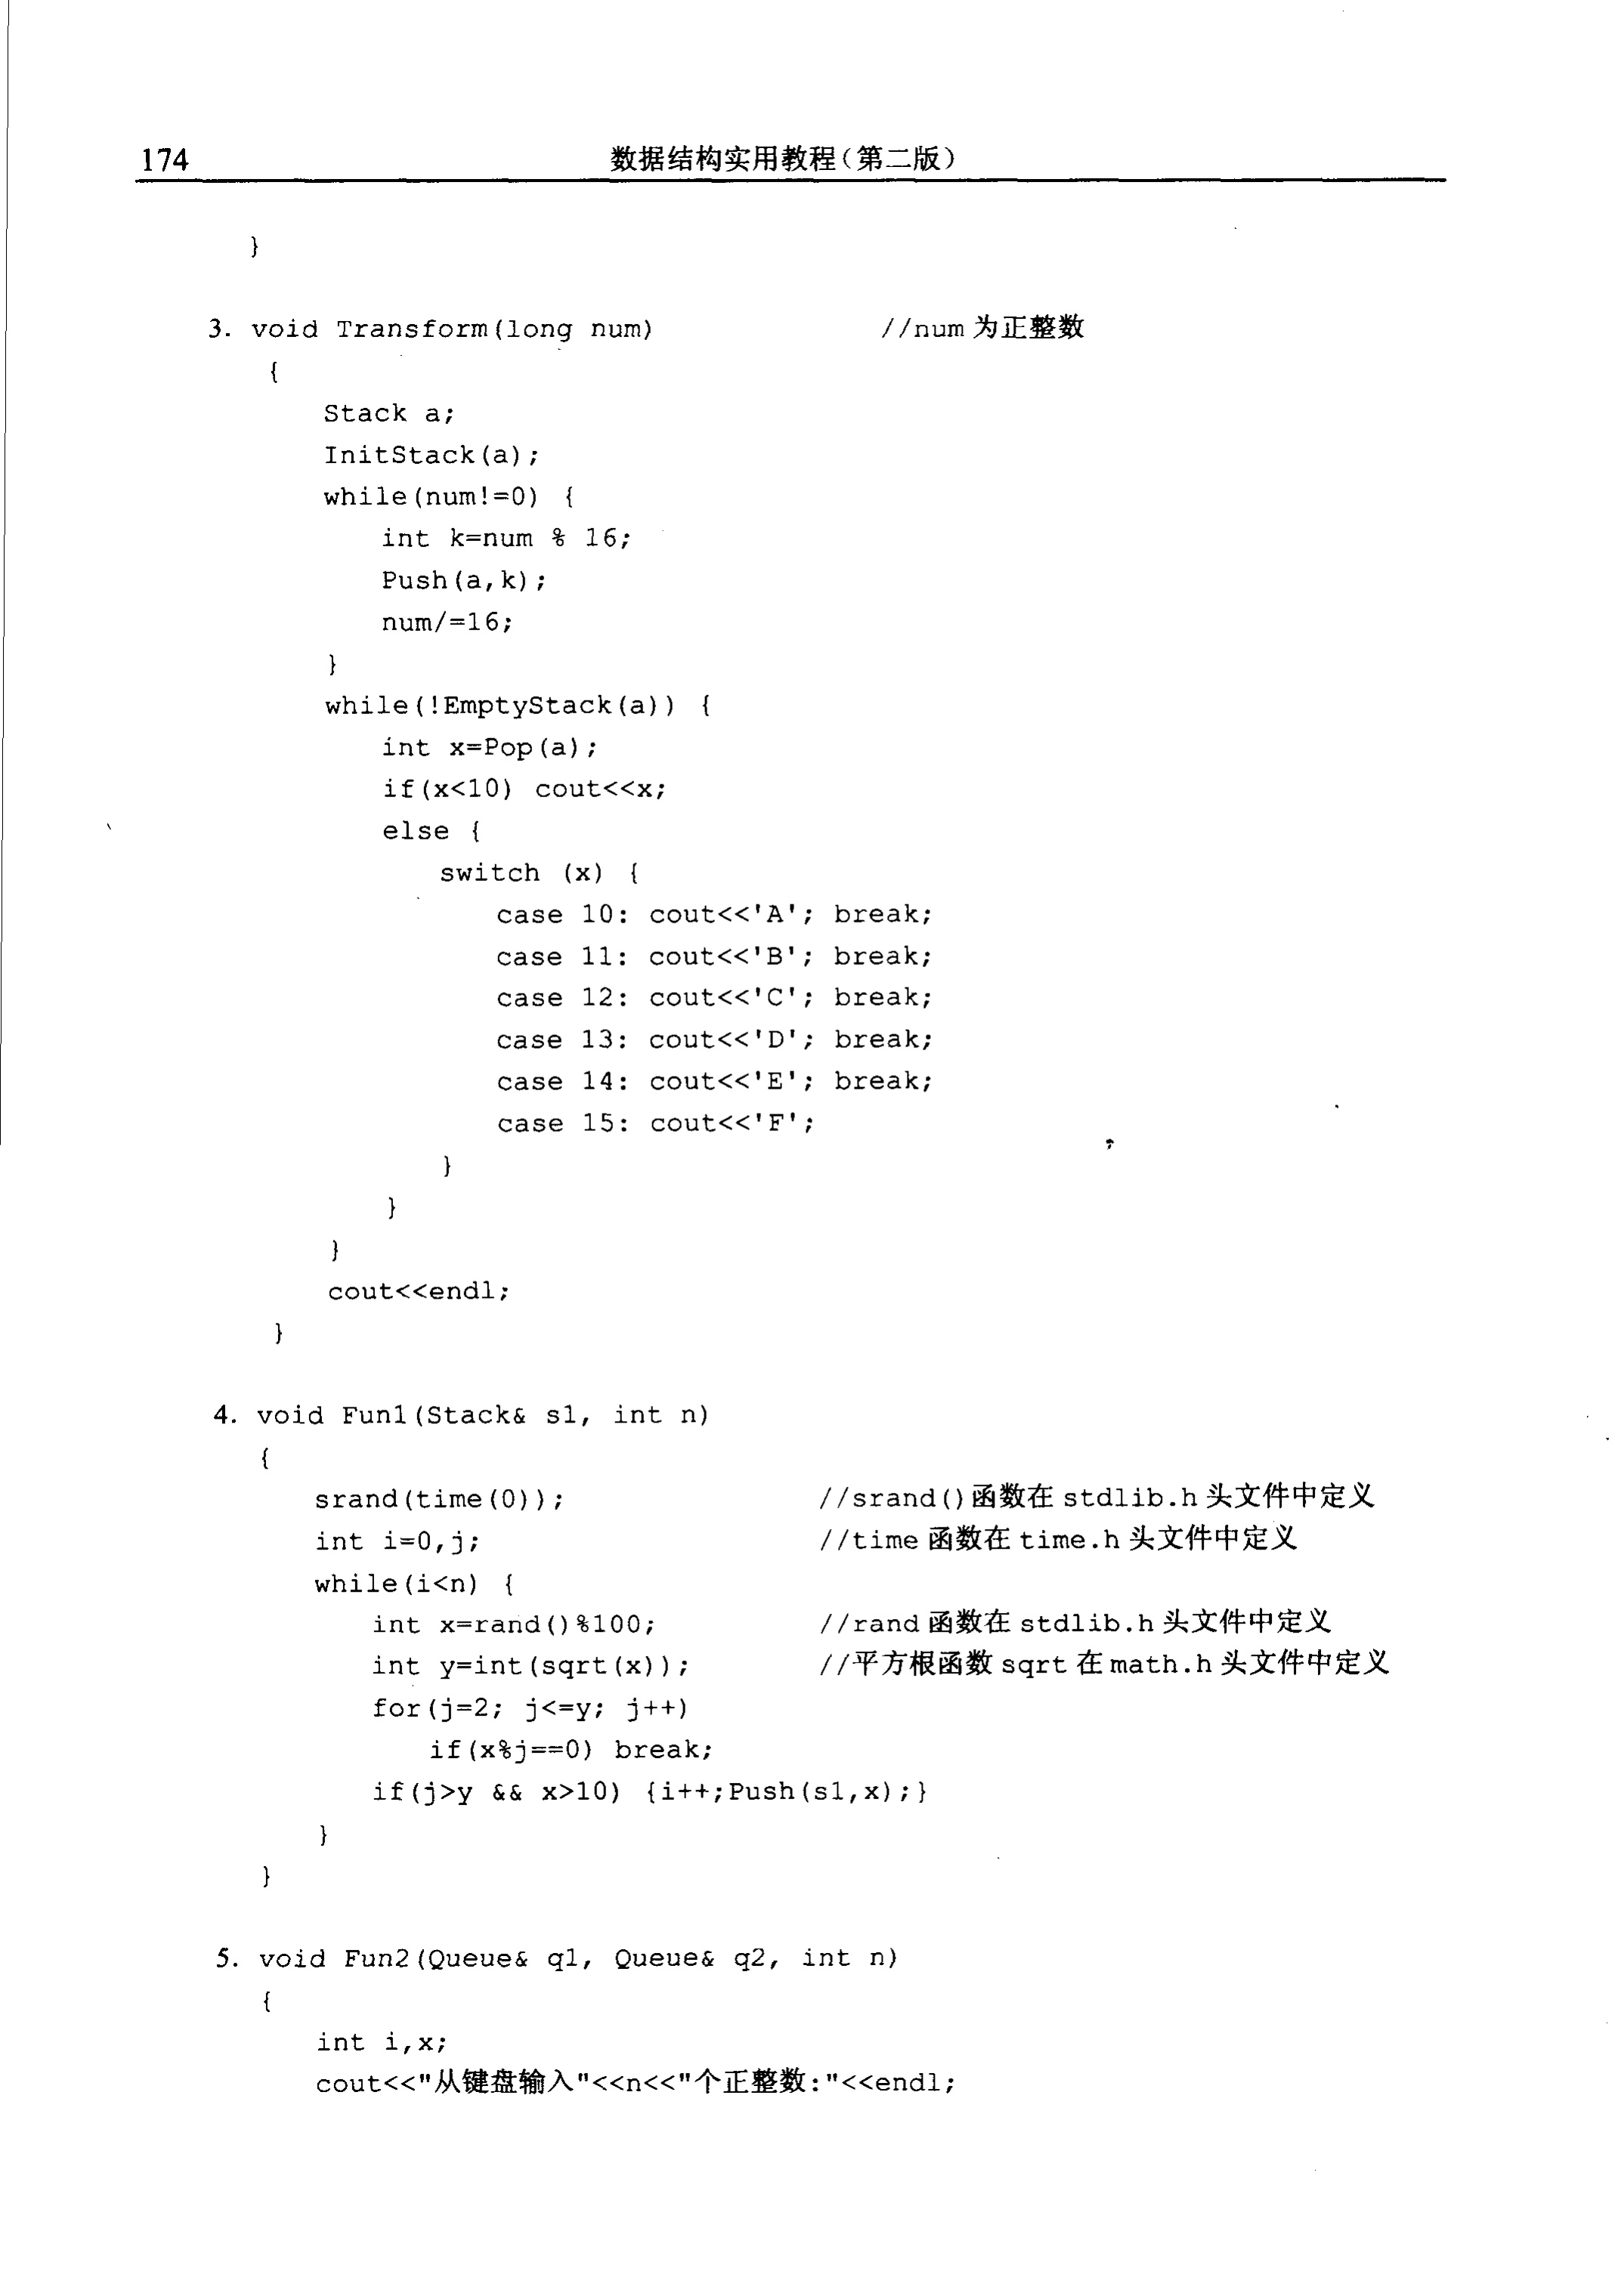 174 数据结构实用教程(第二版)
}
3. void Transform(long num) //num 为正整数
{
Stack a;
InitStack(a);
while(num!=0) {
int k=num % 16;
Push(a,k);
num/=16;
}
while(!EmptyStack(a)) {
int x=Pop(a);
if(x<10) cout<<x;
else {
switch (x) {
case 10: cout<<'A'; break;
case 11: cout<<'B'; break;
case 12: cout<<'C'; break;
case 13: cout<<'D'; break;
case 14: cout<<'E'; break;
case 15: cout<<'F';
}
}
}
cout<<endl;
}
4. void Fun1(Stack& s1, int n)
{
srand(time(0)); //srand()函数在 stdlib.h 头文件中定义
int i=0,j; //time 函数在 time.h 头文件中定义
while(i<n) {
int x=rand()%100; //rand 函数在 stdlib.h 头文件中定义
int y=int(sqrt(x)); //平方根函数 sqrt 在 math.h 头文件中定义
for(j=2; j<=y; j++)
if(x%j==0) break;
if(j>y && x>10) {i++;Push(s1,x);}
}
}
5. void Fun2(Queue& q1, Queue& q2, int n)
{
int i,x;
cout<<"从键盘输入"<<n<<"个正整数:"<<endl;